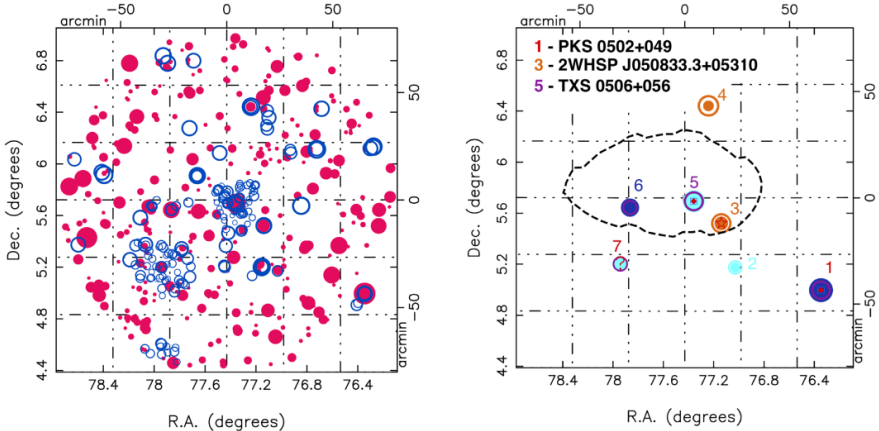 arcmin −50 0 50
6.8
6.4
6
5.6
5.2
4.8
4.4
Dec. (degrees)
50
0
−50
arcmin
78.4 78 77.6 77.2 76.8 76.4
R.A. (degrees)
arcmin −50 0 50
1 - PKS 0502+049
3 - 2WHSP J050833.3+05310
5 - TXS 0506+056
6.8
6.4
6
5.6
5.2
4.8
4.4
Dec. (degrees)
4
6
5
3
7
?
2
1
50
0
−50
arcmin
78.4 78 77.6 77.2 76.8 76.4
R.A. (degrees)